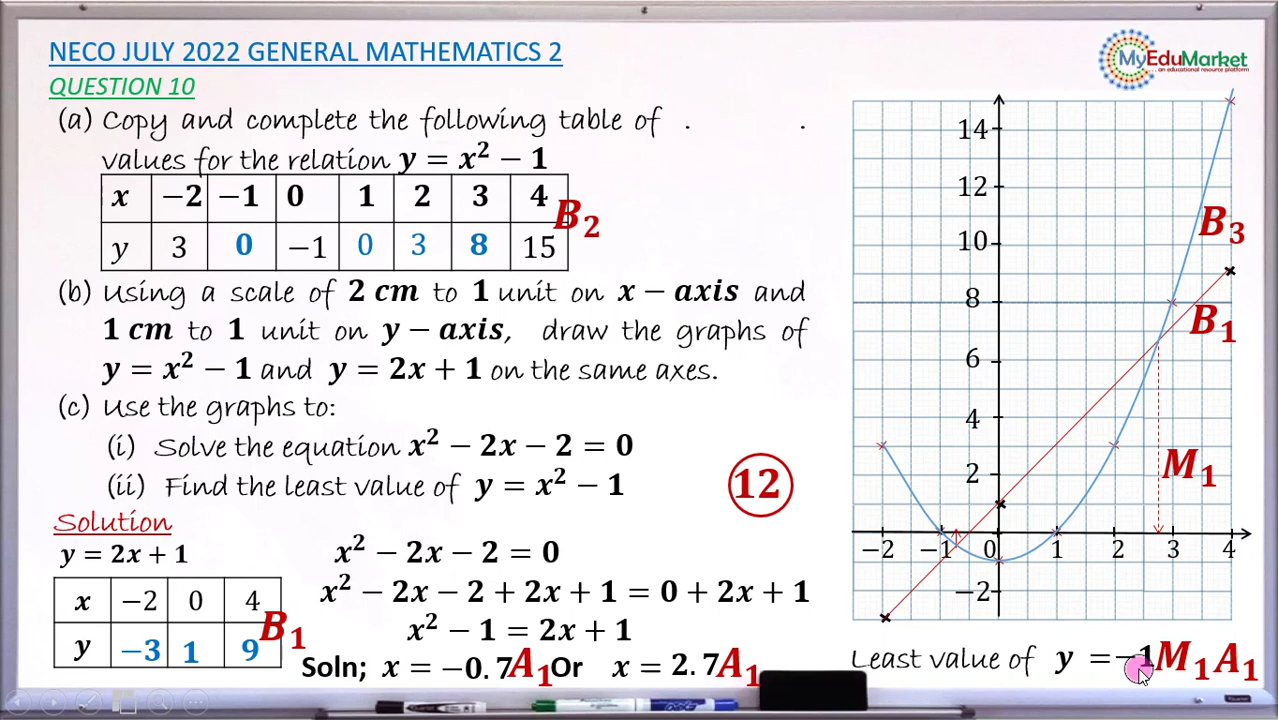 NECO JULY 2022 GENERAL MATHEMATICS 2
MyEduMarket
...an educational resource platform
QUESTION 10
(a) Copy and complete the following table of . .
values for the relation y = x² − 1
x −2 −1 0 1 2 3 4
B₂
y 3 0 −1 0 3 8 15
(b) Using a scale of 2 cm to 1 unit on x − axis and
1 cm to 1 unit on y − axis, draw the graphs of
y = x² − 1 and y = 2x + 1 on the same axes.
(c) Use the graphs to:
(i) Solve the equation x² − 2x − 2 = 0
(ii) Find the least value of y = x² − 1
12
Solution
y = 2x + 1
x −2 0 4
B₁
y −3 1 9
x² − 2x − 2 = 0
x² − 2x − 2 + 2x + 1 = 0 + 2x + 1
x² − 1 = 2x + 1
Soln; x = −0.7 A₁ Or x = 2.7 A₁
14
12
B₃
10
8
B₁
6
4
M₁
2
−2 −1 0 1 2 3 4
−2
Least value of y = −1 M₁ A₁